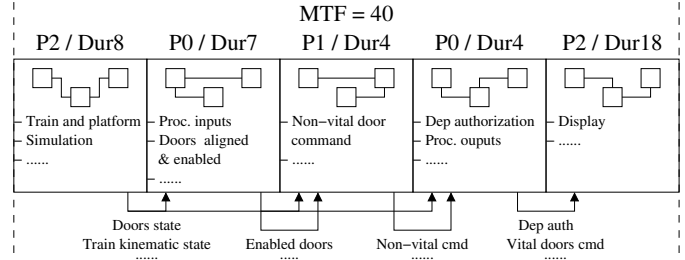 MTF = 40
P2 / Dur8 P0 / Dur7 P1 / Dur4 P0 / Dur4 P2 / Dur18
Train and platform
Simulation
......
Proc. inputs
Doors aligned
& enabled
......
Non−vital door
command
......
Dep authorization
Proc. ouputs
......
Display
......
Doors state
Train kinematic state
......
Enabled doors
.....
Non−vital cmd
......
Dep auth
Vital doors cmd
......